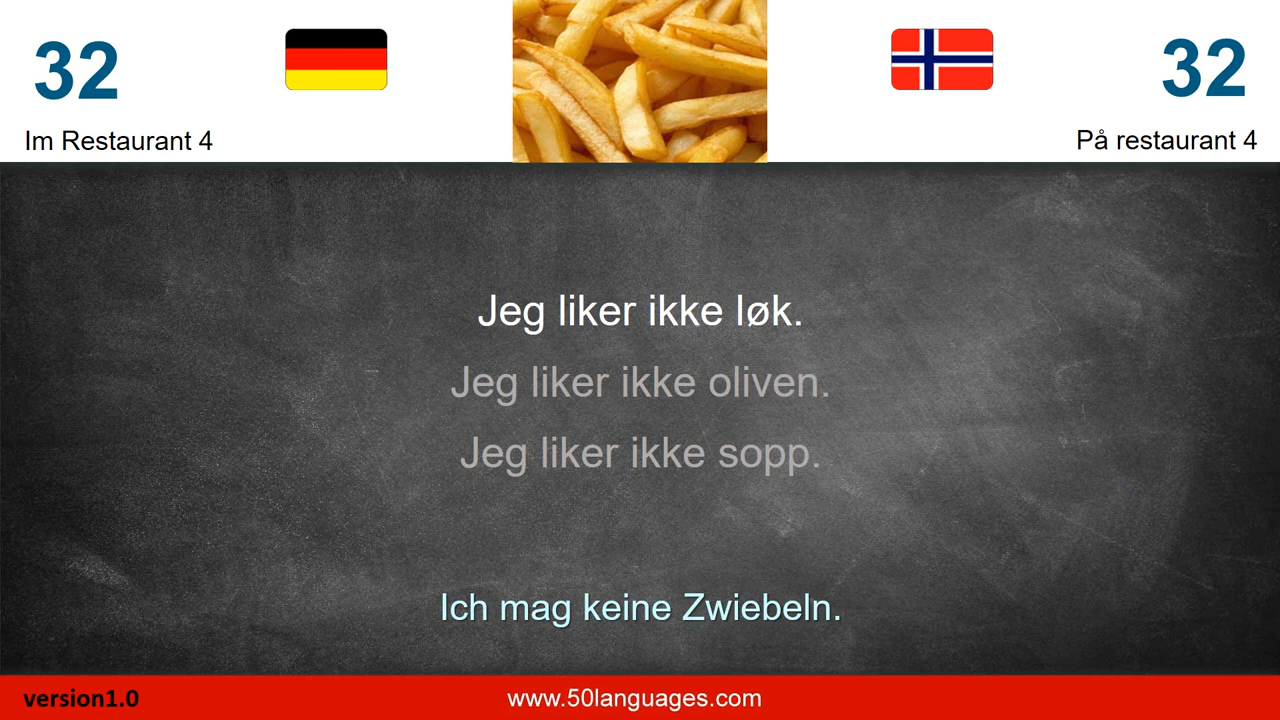 32
32
Im Restaurant 4
På restaurant 4
Jeg liker ikke løk.
Jeg liker ikke oliven.
Jeg liker ikke sopp.
Ich mag keine Zwiebeln.
version1.0
www.50languages.com